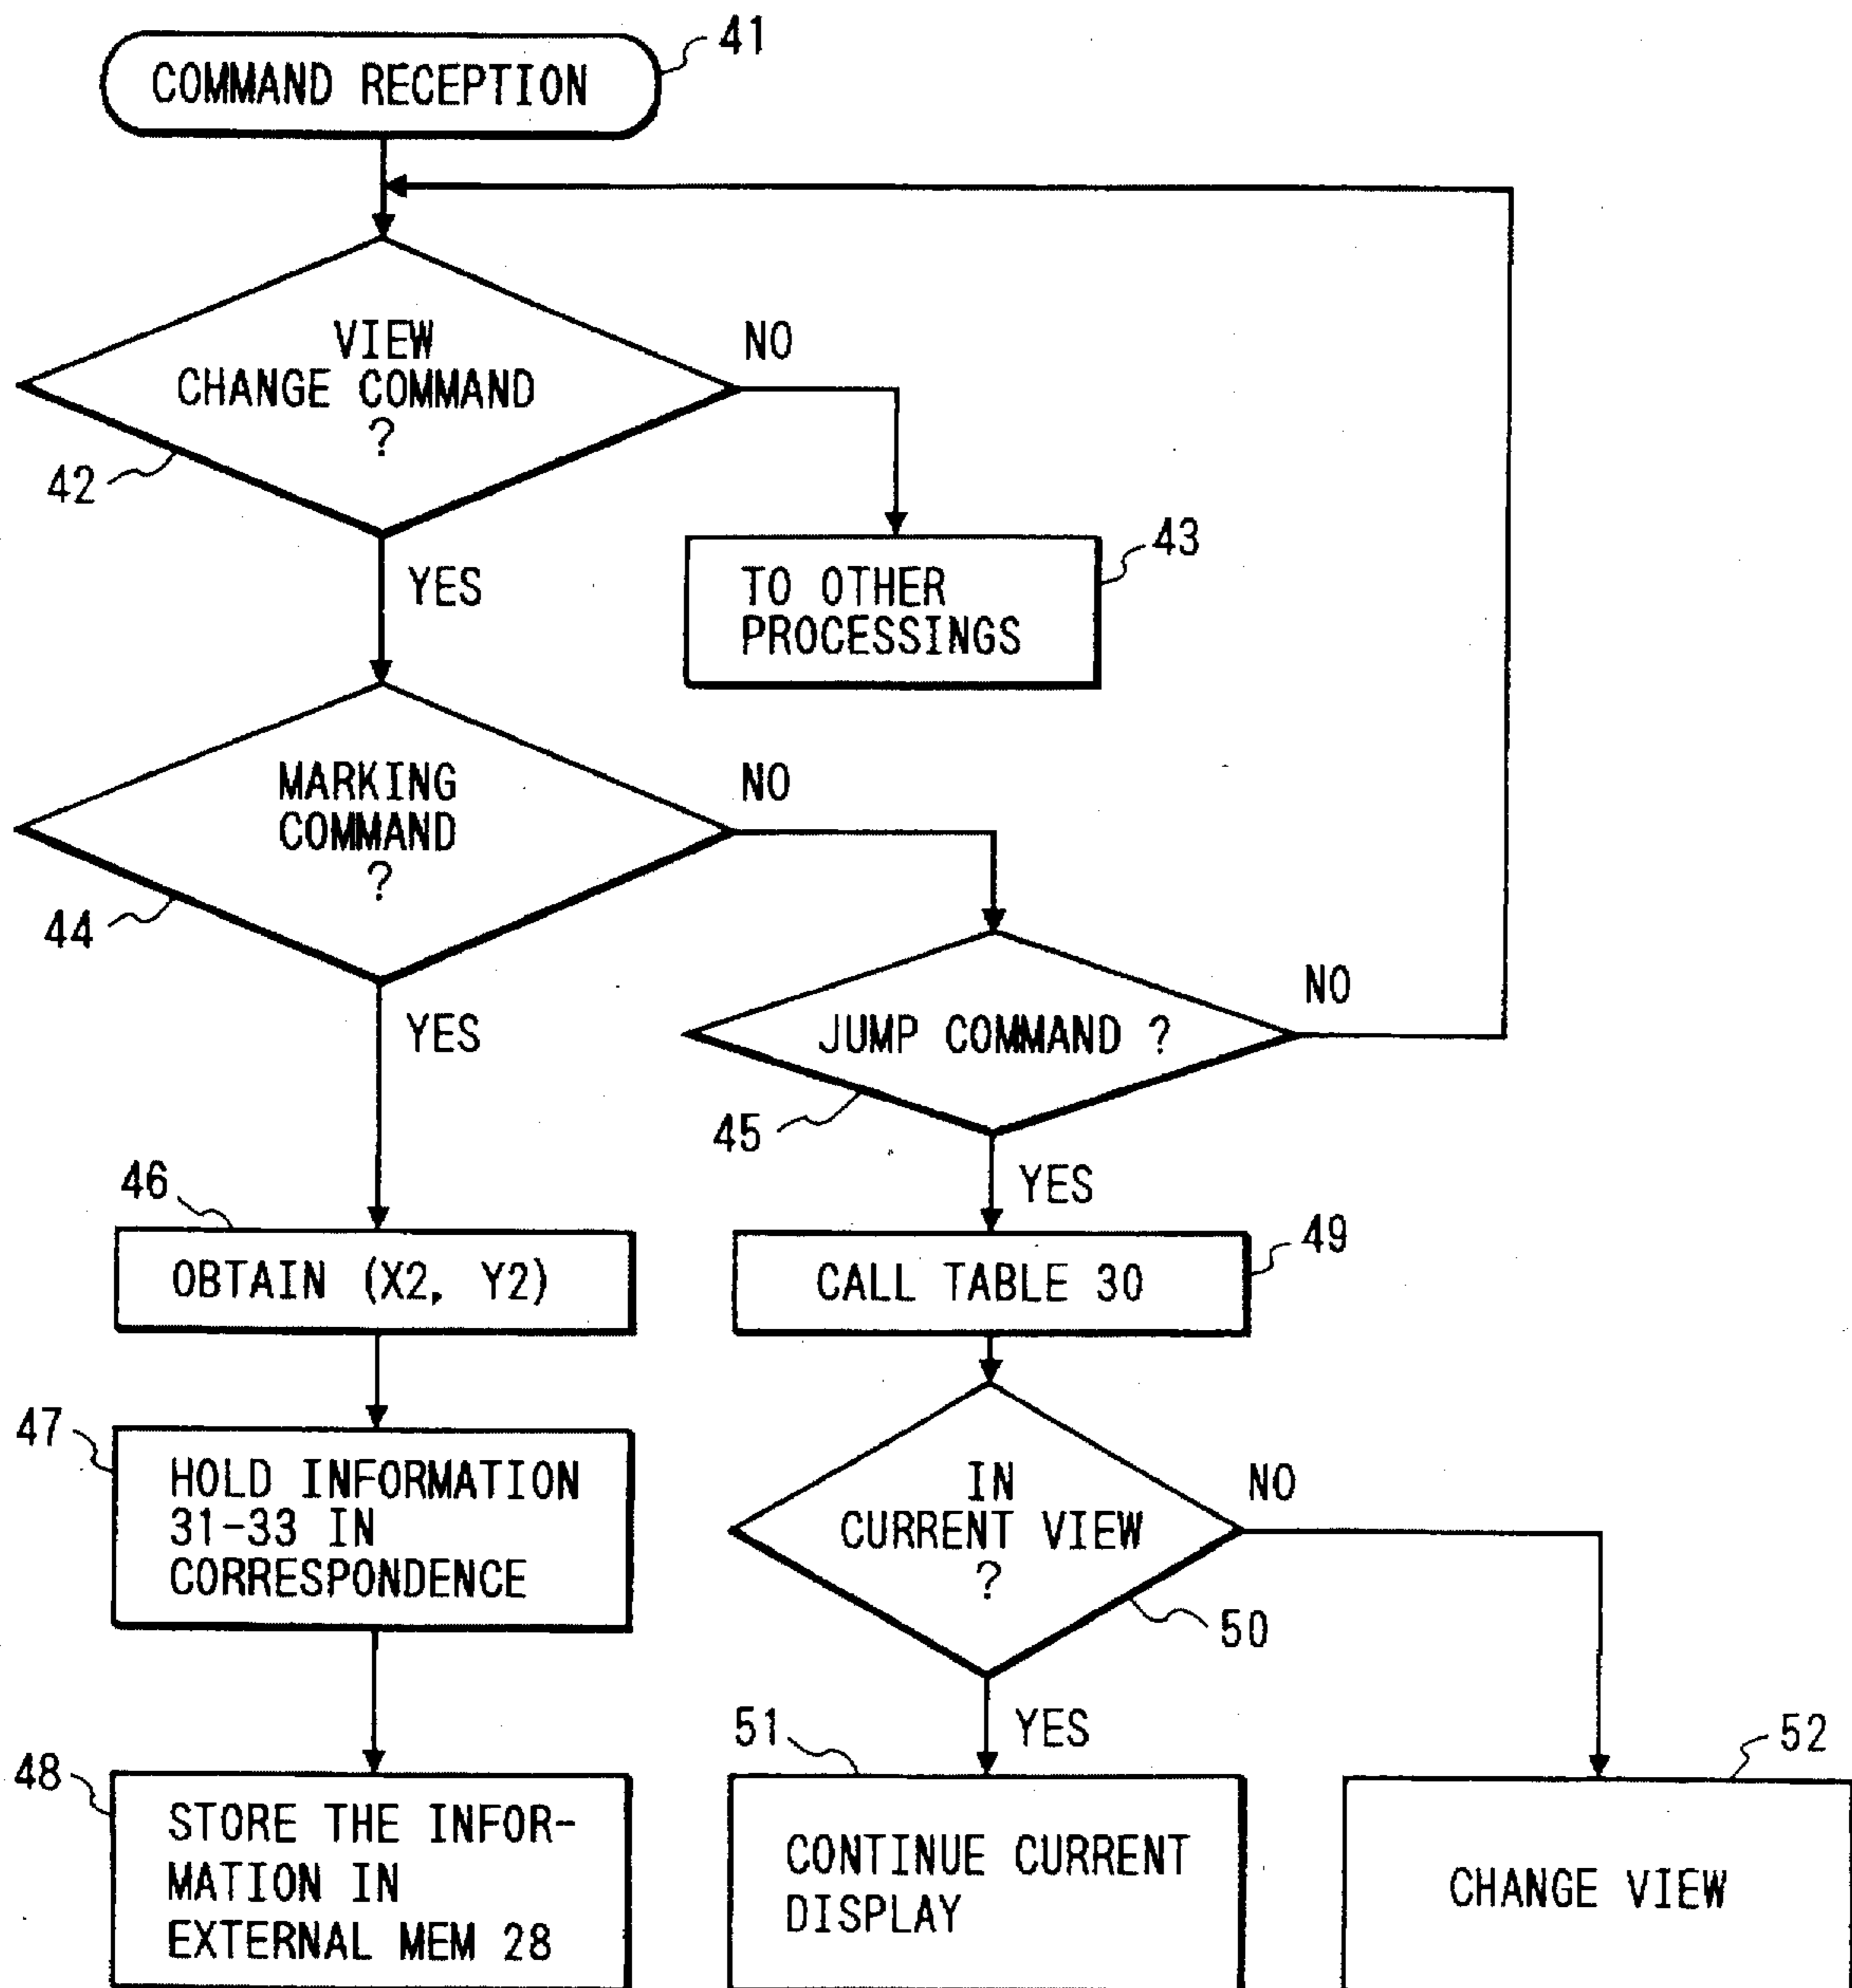 41
COMMAND RECEPTION
VIEW
CHANGE COMMAND
?
NO
42
YES
43
TO OTHER
PROCESSINGS
MARKING
COMMAND
?
NO
44
YES
JUMP COMMAND ?
NO
45
YES
46
OBTAIN (X2, Y2)
49
CALL TABLE 30
47
HOLD INFORMATION
31-33 IN
CORRESPONDENCE
IN
CURRENT VIEW
?
NO
50
YES
48
STORE THE INFOR-
MATION IN
EXTERNAL MEM 28
51
CONTINUE CURRENT
DISPLAY
52
CHANGE VIEW